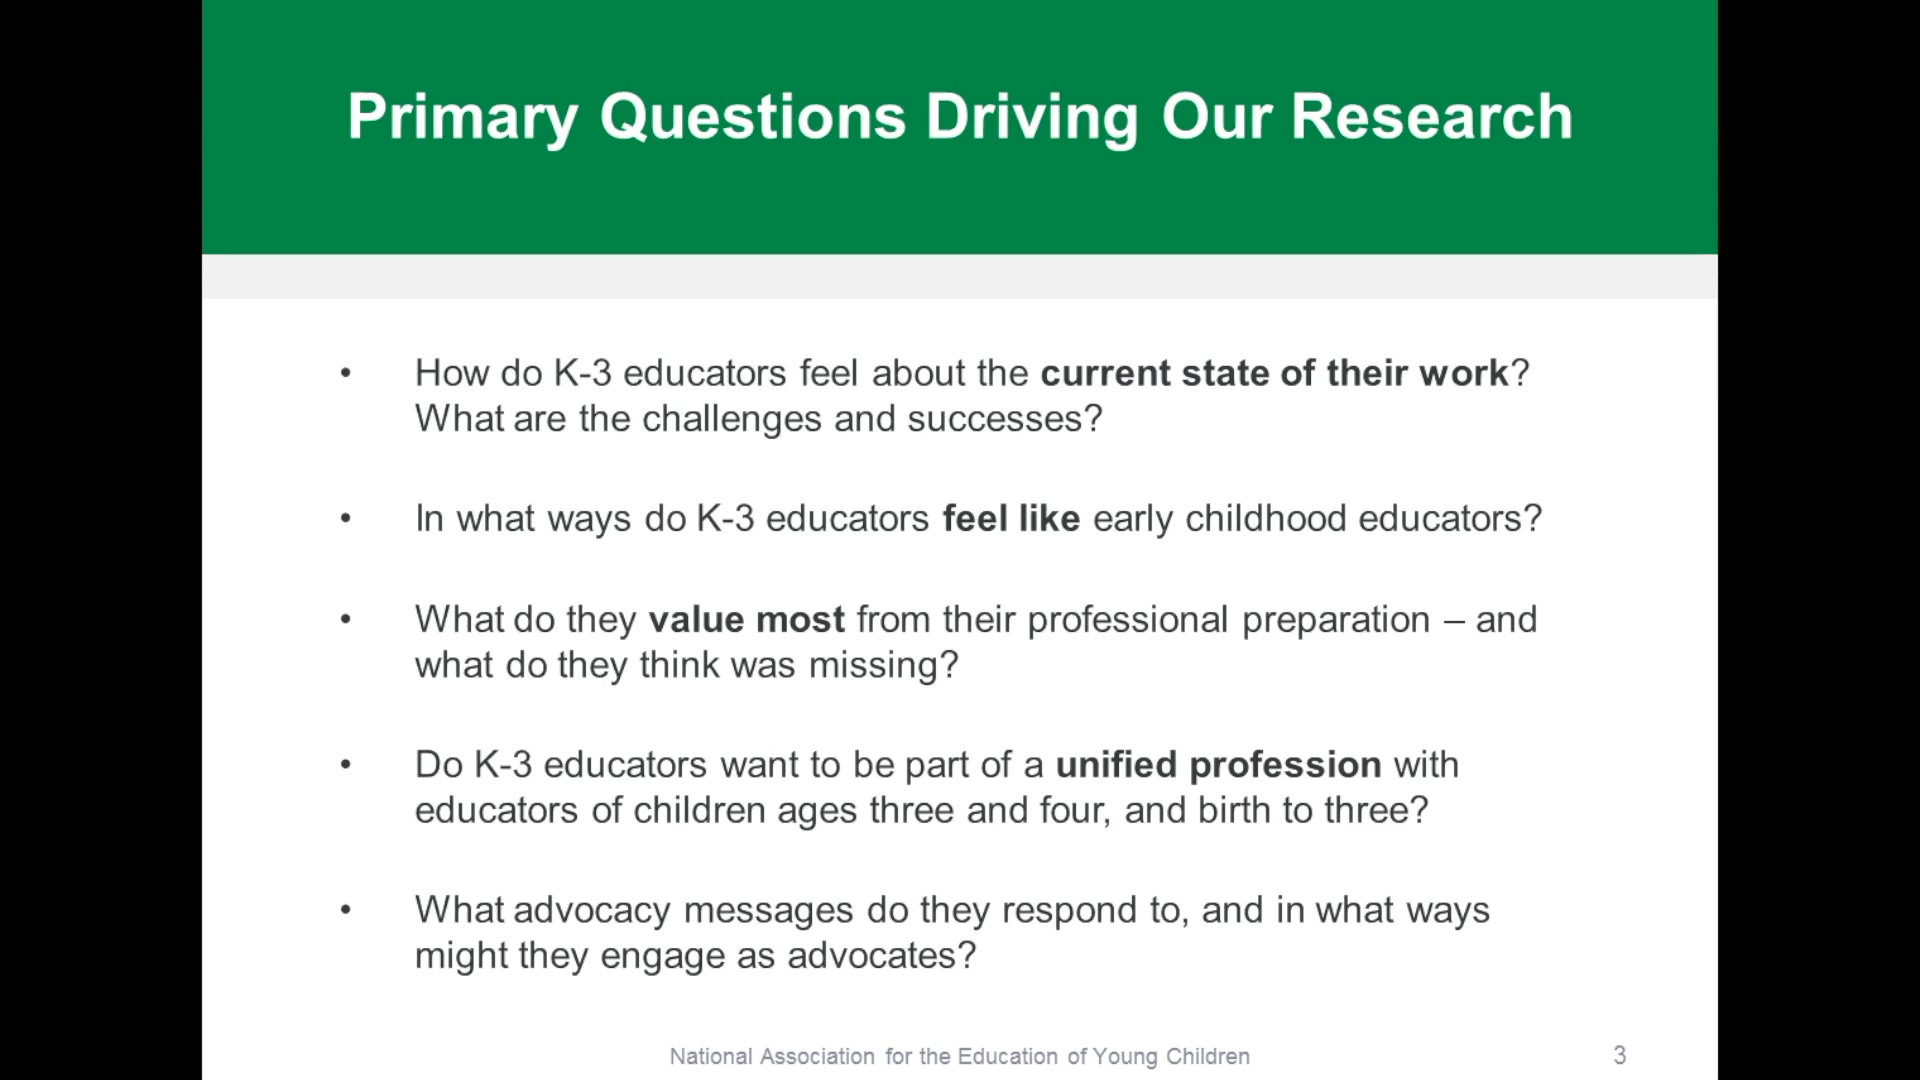 Primary Questions Driving Our Research
• How do K-3 educators feel about the current state of their work?
What are the challenges and successes?
• In what ways do K-3 educators feel like early childhood educators?
• What do they value most from their professional preparation – and
what do they think was missing?
• Do K-3 educators want to be part of a unified profession with
educators of children ages three and four, and birth to three?
• What advocacy messages do they respond to, and in what ways
might they engage as advocates?
National Association for the Education of Young Children
3